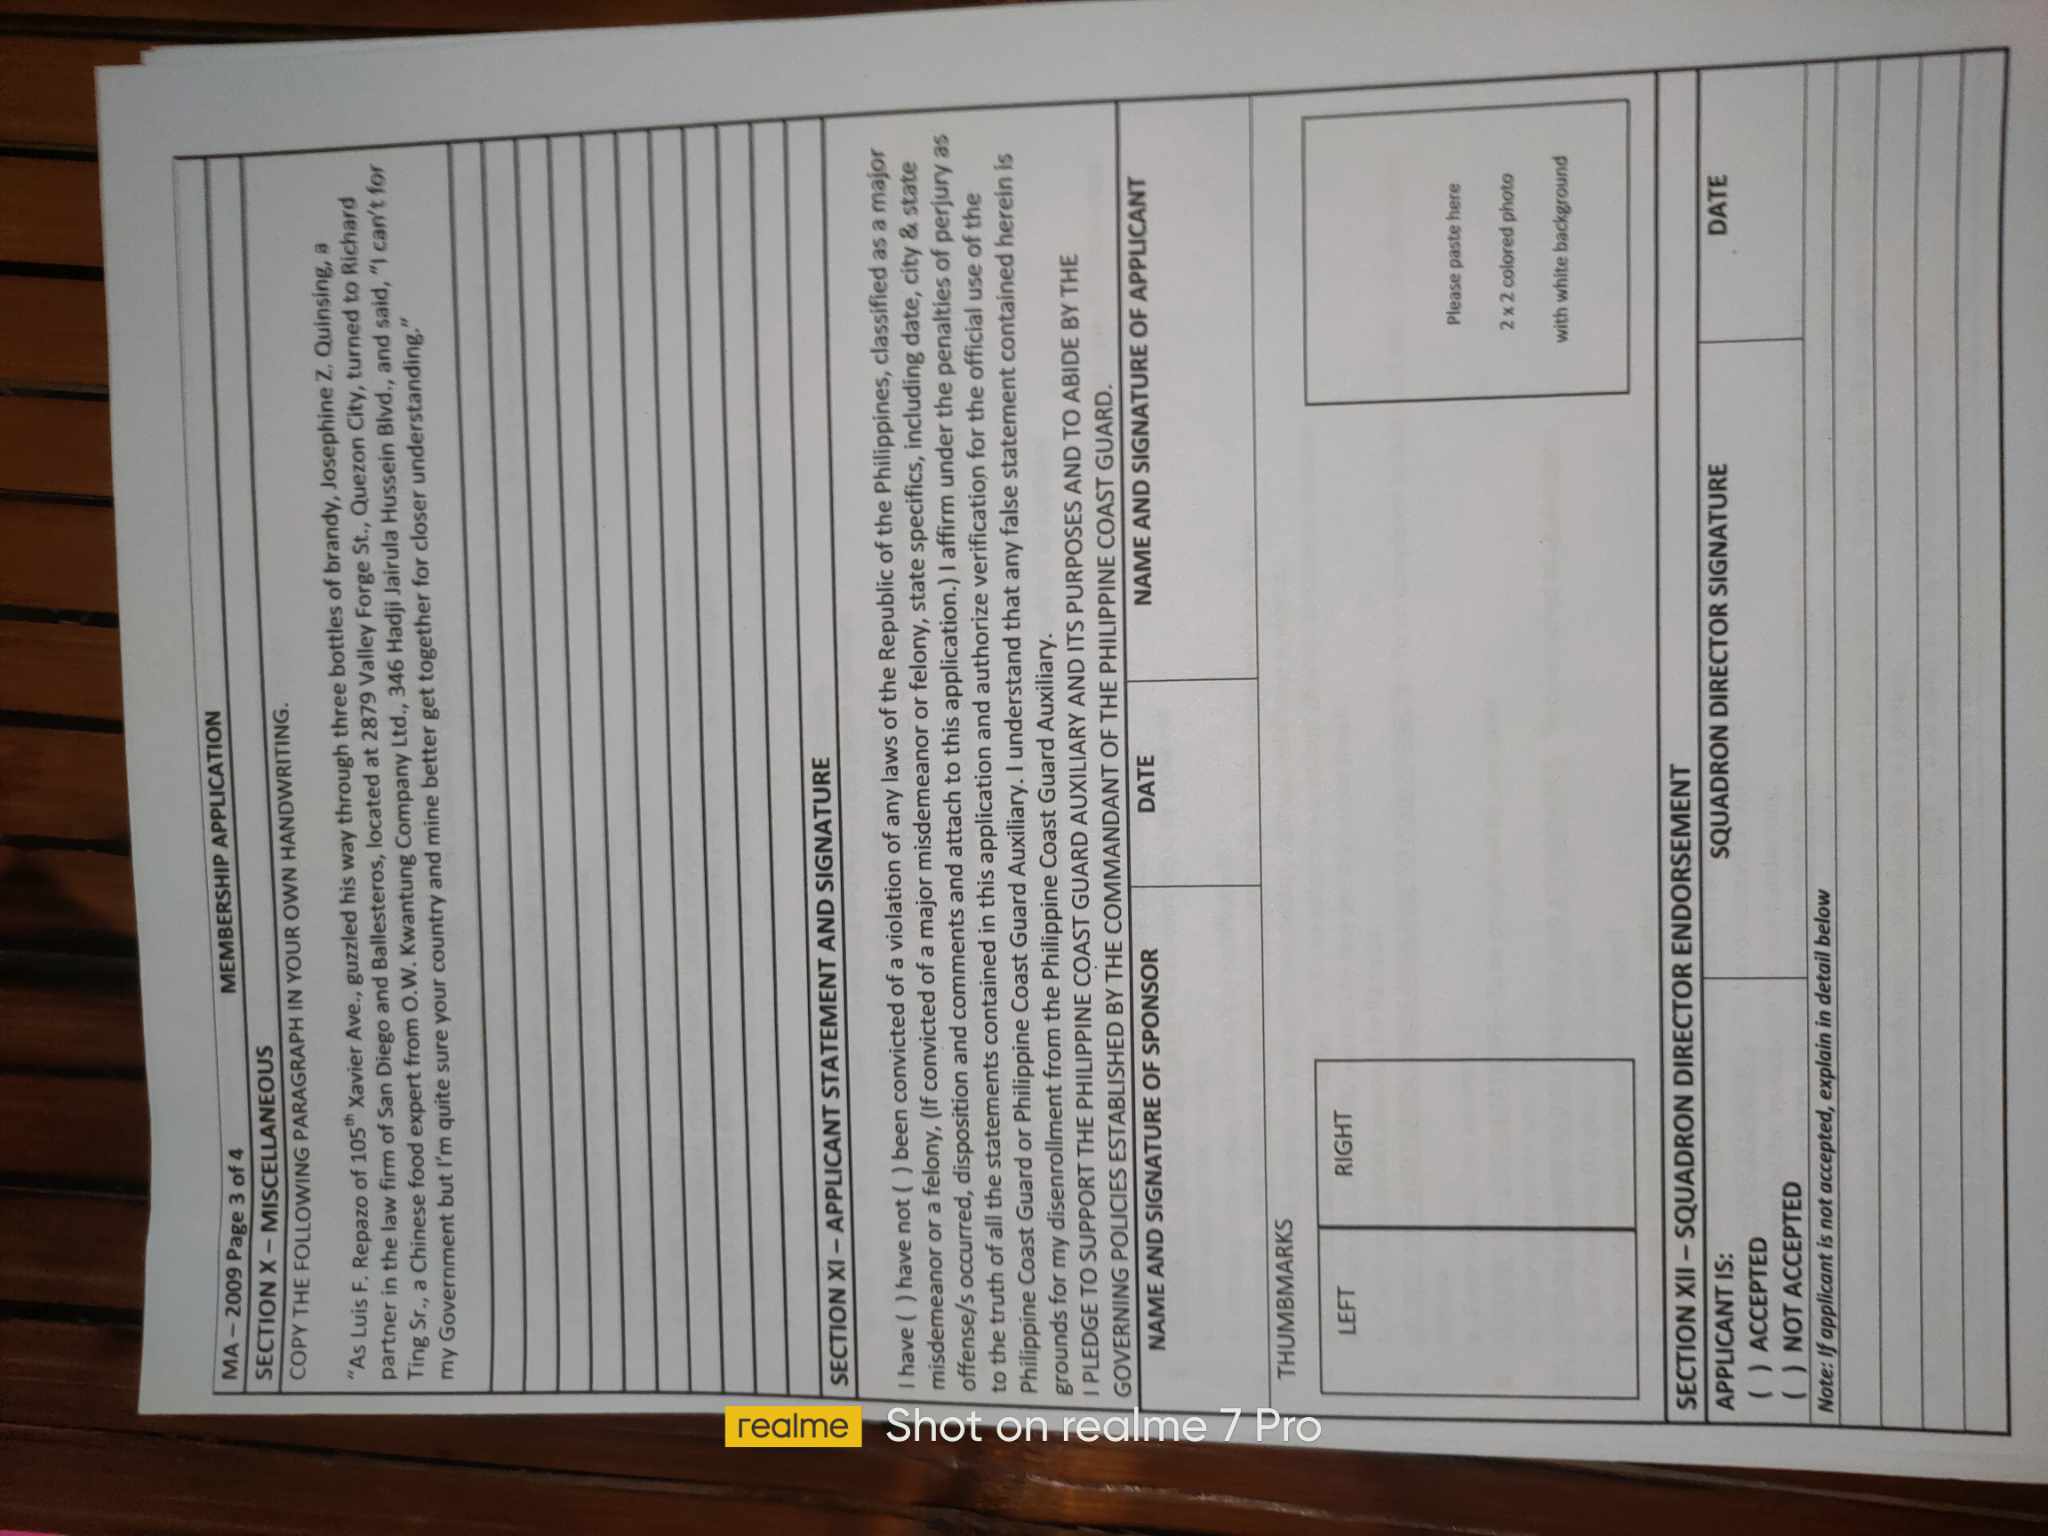 MA – 2009 Page 3 of 4 MEMBERSHIP APPLICATION
SECTION X – MISCELLANEOUS
COPY THE FOLLOWING PARAGRAPH IN YOUR OWN HANDWRITING.
"As Luis F. Repazo of 105th Xavier Ave., guzzled his way through three bottles of brandy, Josephine Z. Quinsing, a
partner in the law firm of San Diego and Ballesteros, located at 2879 Valley Forge St., Quezon City, turned to Richard
Ting Sr., a Chinese food expert from O.W. Kwantung Company Ltd., 346 Hadji Jairula Hussein Blvd., and said, "I can't for
my Government but I'm quite sure your country and mine better get together for closer understanding."
SECTION XI – APPLICANT STATEMENT AND SIGNATURE
I have ( ) have not ( ) been convicted of a violation of any laws of the Republic of the Philippines, classified as a major
misdemeanor or a felony, (If convicted of a major misdemeanor or felony, state specifics, including date, city & state
offense/s occurred, disposition and comments and attach to this application.) I affirm under the penalties of perjury as
to the truth of all the statements contained in this application and authorize verification for the official use of the
Philippine Coast Guard or Philippine Coast Guard Auxiliary. I understand that any false statement contained herein is
grounds for my disenrollment from the Philippine Coast Guard Auxiliary.
I PLEDGE TO SUPPORT THE PHILIPPINE COAST GUARD AUXILIARY AND ITS PURPOSES AND TO ABIDE BY THE
GOVERNING POLICIES ESTABLISHED BY THE COMMANDANT OF THE PHILIPPINE COAST GUARD.
NAME AND SIGNATURE OF SPONSOR DATE NAME AND SIGNATURE OF APPLICANT
THUMBMARKS
LEFT RIGHT
Please paste here
2 x 2 colored photo
with white background
SECTION XII – SQUADRON DIRECTOR ENDORSEMENT
APPLICANT IS: SQUADRON DIRECTOR SIGNATURE DATE
( ) ACCEPTED
( ) NOT ACCEPTED
Note: If applicant is not accepted, explain in detail below
realme Shot on realme 7 Pro